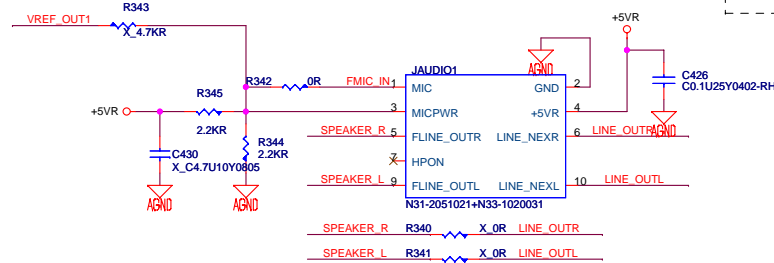 R343
VREF_OUT1
X_4.7KR
+5VR
R342
0R
FMIC_IN
1
JAUDIO1
MIC
GND
2
AGND
C426
C0.1U25Y0402-RH
+5VR
R345
2.2KR
3
MICPWR
+5VR
4
AGND
SPEAKER_R
5
FLINE_OUTR
LINE_NEXR
6
LINE_OUTR
R344
2.2KR
C430
X_C4.7U10Y0805
7
HPON
SPEAKER_L
9
FLINE_OUTL
LINE_NEXL
10
LINE_OUTL
AGND
AGND
N31-2051021+N33-1020031
SPEAKER_R
R340
X_0R
LINE_OUTR
SPEAKER_L
R341
X_0R
LINE_OUTL